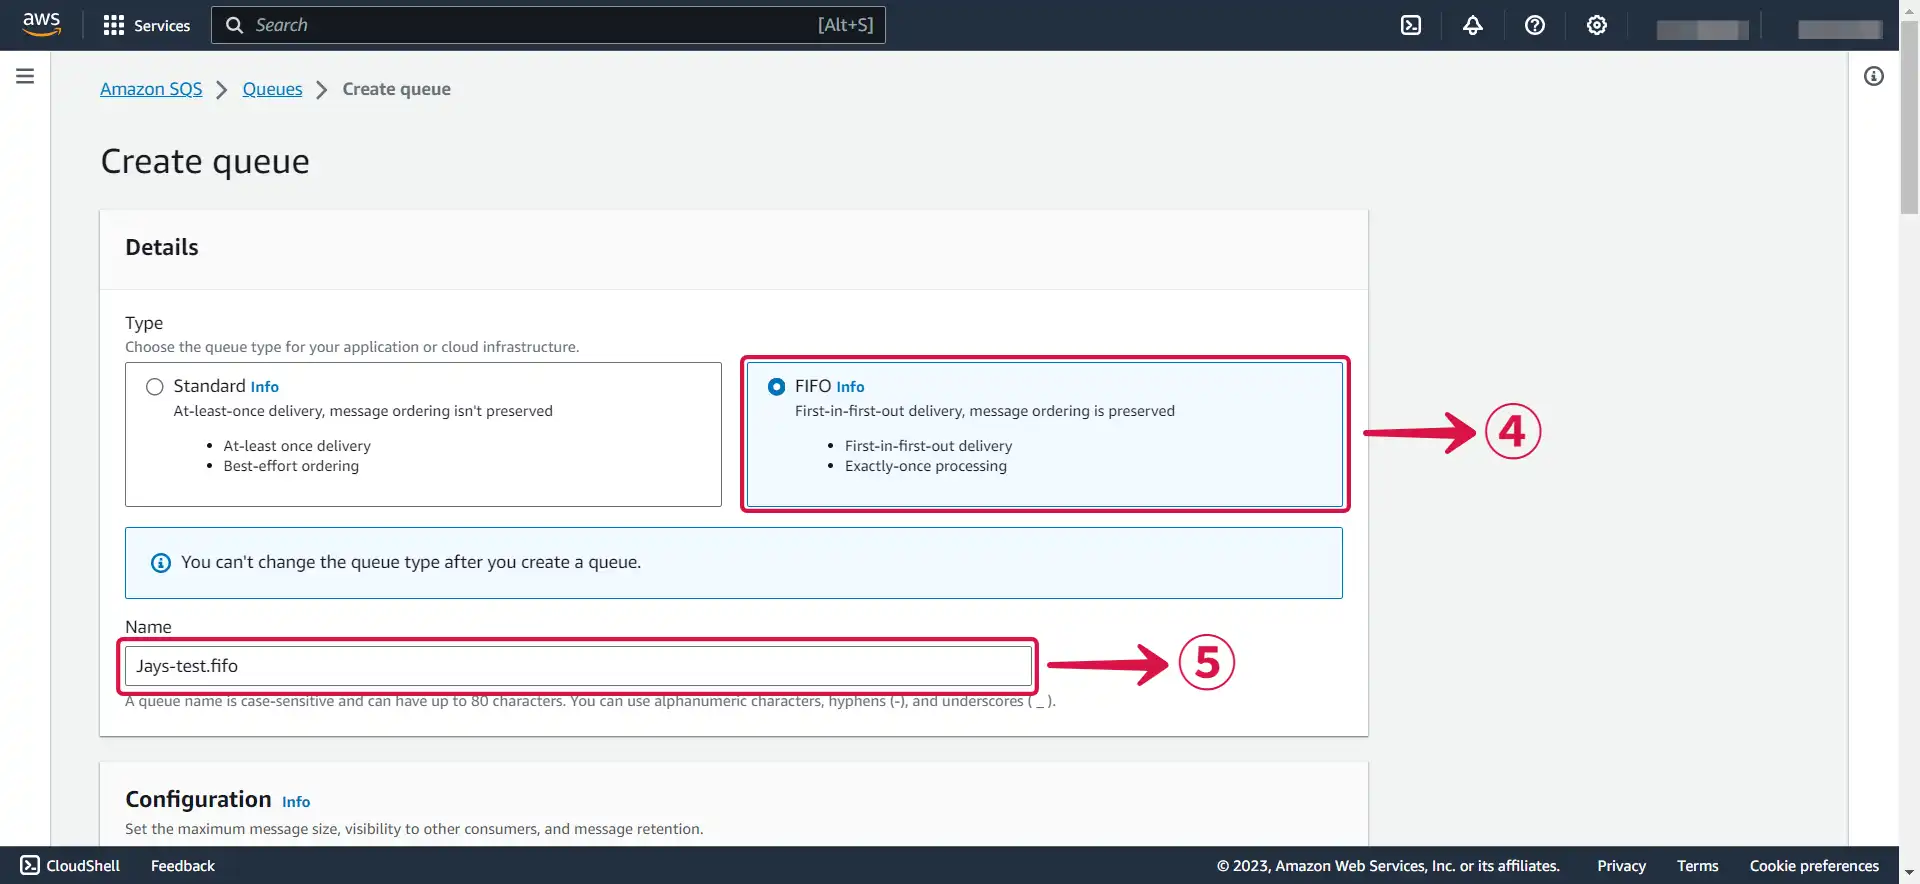 aws
Services
Search [Alt+S]
Amazon SQS Queues Create queue
Create queue
Details
Type
Choose the queue type for your application or cloud infrastructure.
Standard Info
At-least-once delivery, message ordering isn't preserved
• At-least once delivery
• Best-effort ordering
FIFO Info
First-in-first-out delivery, message ordering is preserved
• First-in-first-out delivery
• Exactly-once processing
④
You can't change the queue type after you create a queue.
Name
Jays-test.fifo
⑤
A queue name is case-sensitive and can have up to 80 characters. You can use alphanumeric characters, hyphens (-), and underscores ( _ ).
Configuration Info
Set the maximum message size, visibility to other consumers, and message retention.
CloudShell Feedback © 2023, Amazon Web Services, Inc. or its affiliates. Privacy Terms Cookie preferences